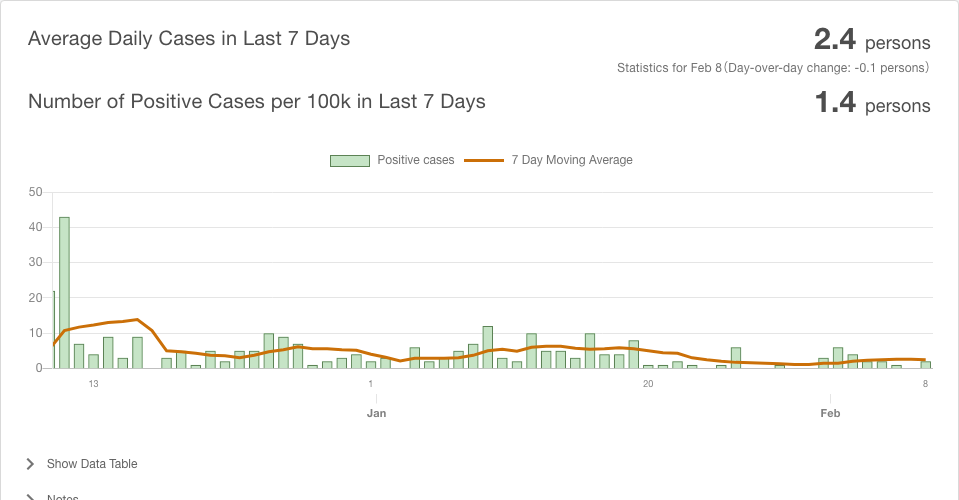 Average Daily Cases in Last 7 Days
2.4 persons
Statistics for Feb 8(Day-over-day change: -0.1 persons)
Number of Positive Cases per 100k in Last 7 Days
1.4 persons
Positive cases
7 Day Moving Average
50
40
30
20
10
0
13
1
20
8
Jan
Feb
Show Data Table
Notes